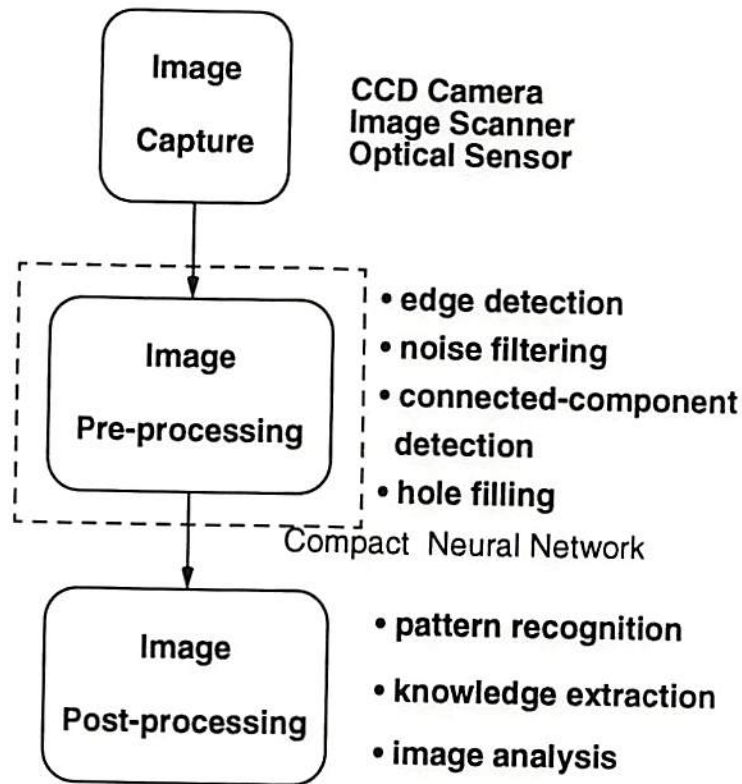 Image
Capture
CCD Camera
Image Scanner
Optical Sensor
Image
Pre-processing
• edge detection
• noise filtering
• connected-component
detection
• hole filling
Compact Neural Network
Image
Post-processing
• pattern recognition
• knowledge extraction
• image analysis